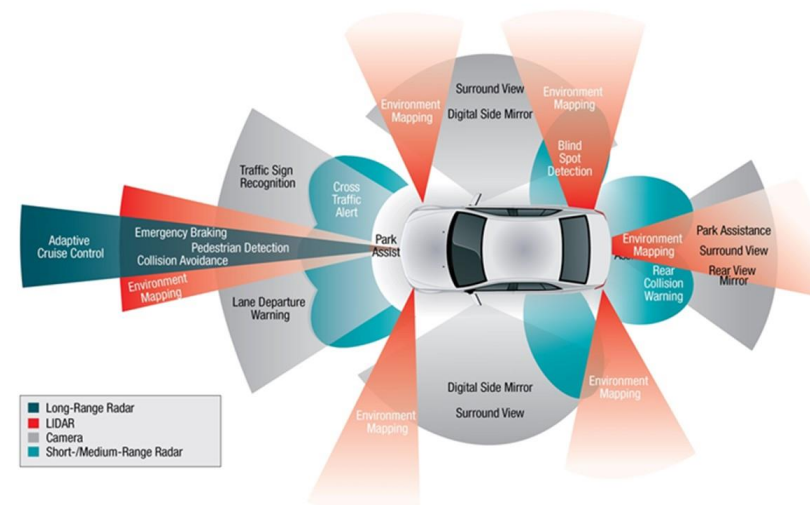 Surround View
Digital Side Mirror
Environment
Mapping
Environment
Mapping
Blind
Spot
Detection
Traffic Sign
Recognition
Cross
Traffic
Alert
Adaptive
Cruise Control
Emergency Braking
Pedestrian Detection
Collision Avoidance
Environment
Mapping
Park
Assist
Lane Departure
Warning
Environment
Mapping
Rear
Collision
Warning
Park Assistance
Surround View
Rear View
Mirror
Digital Side Mirror
Surround View
Environment
Mapping
Environment
Mapping
Long-Range Radar
LIDAR
Camera
Short-/Medium-Range Radar